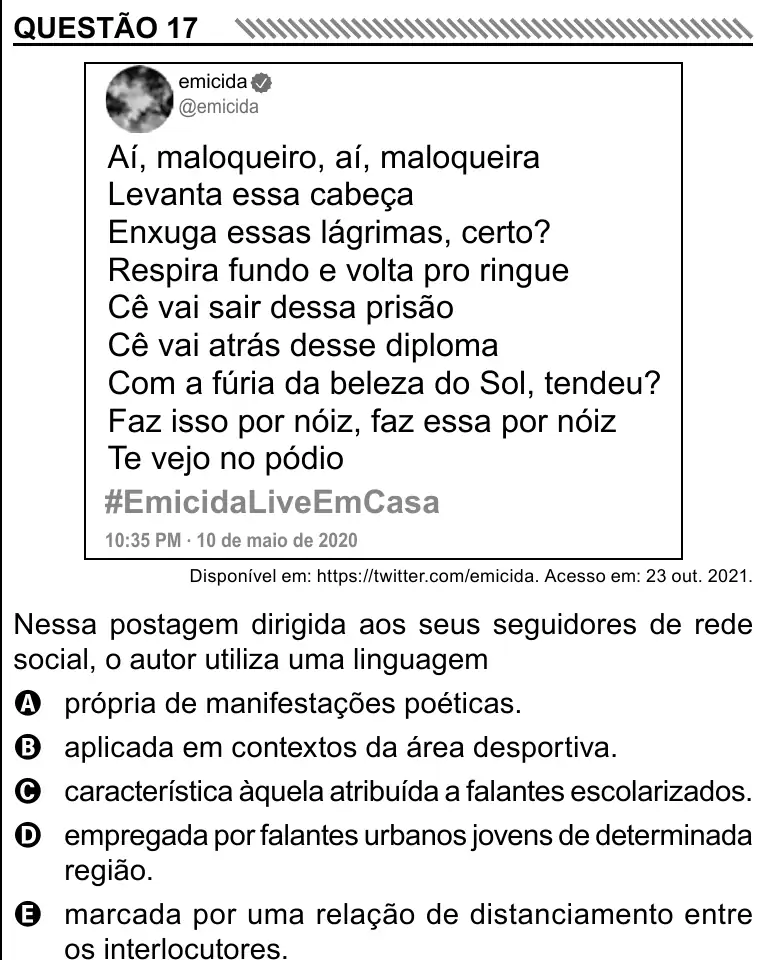 QUESTÃO 17
emicida
@emicida
Aí, maloqueiro, aí, maloqueira
Levanta essa cabeça
Enxuga essas lágrimas, certo?
Respira fundo e volta pro ringue
Cê vai sair dessa prisão
Cê vai atrás desse diploma
Com a fúria da beleza do Sol, tendeu?
Faz isso por nóiz, faz essa por nóiz
Te vejo no pódio
#EmicidaLiveEmCasa
10:35 PM · 10 de maio de 2020
Disponível em: https://twitter.com/emicida. Acesso em: 23 out. 2021.
Nessa postagem dirigida aos seus seguidores de rede
social, o autor utiliza uma linguagem
A própria de manifestações poéticas.
B aplicada em contextos da área desportiva.
C característica àquela atribuída a falantes escolarizados.
D empregada por falantes urbanos jovens de determinada
região.
E marcada por uma relação de distanciamento entre
os interlocutores.